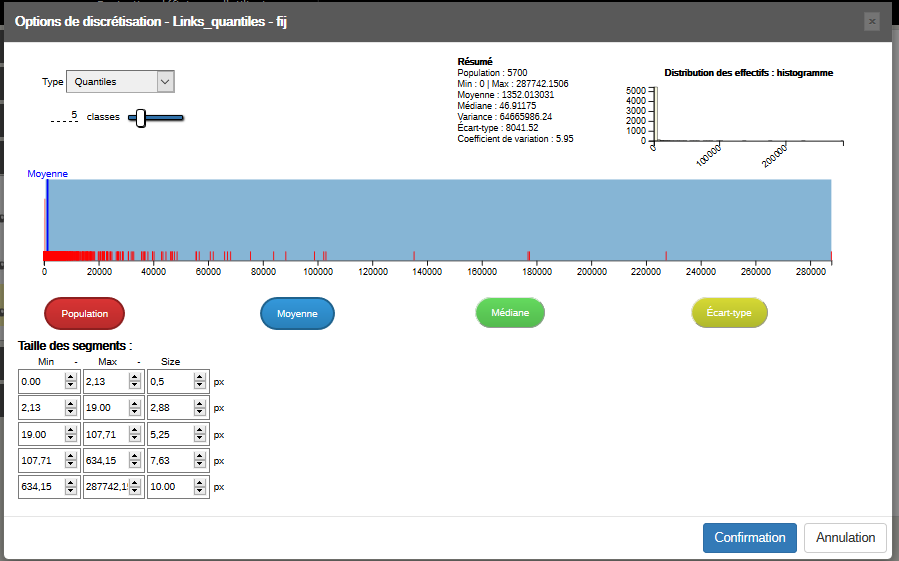 Options de discrétisation - Links_quantiles - fij
×
Type Quantiles
5 classes
Résumé
Population : 5700
Min : 0 | Max : 287742.1506
Moyenne : 1352.013031
Médiane : 46.91175
Variance : 64665986.24
Écart-type : 8041.52
Coefficient de variation : 5.95
Distribution des effectifs : histogramme
5000
4000
3000
2000
1000
0
0 100000 200000
Moyenne
0 20000 40000 60000 80000 100000 120000 140000 160000 180000 200000 220000 240000 260000 280000
Population Moyenne Médiane Écart-type
Taille des segments :
Min - Max - Size
0.00 2,13 0,5 px
2,13 19.00 2,88 px
19.00 107,71 5,25 px
107,71 634,15 7,63 px
634,15 287742,1 10.00 px
Confirmation Annulation